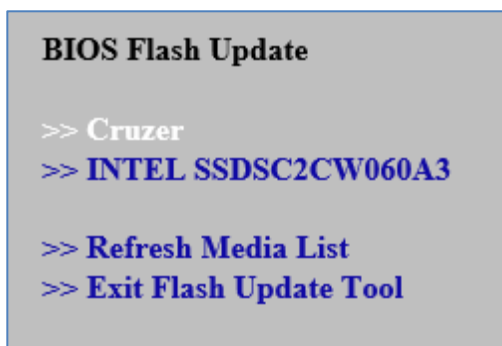 BIOS Flash Update
>> Cruzer
>> INTEL SSDSC2CW060A3
>> Refresh Media List
>> Exit Flash Update Tool